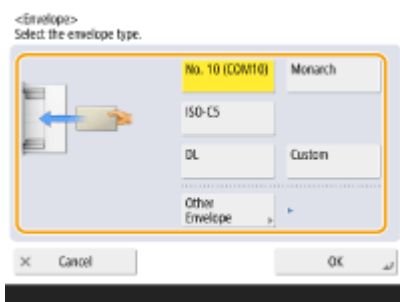 <Envelope>
Select the envelope type.
No. 10 (COM10)
Monarch
ISO-C5
DL
Custom
Other
Envelope
Cancel
OK